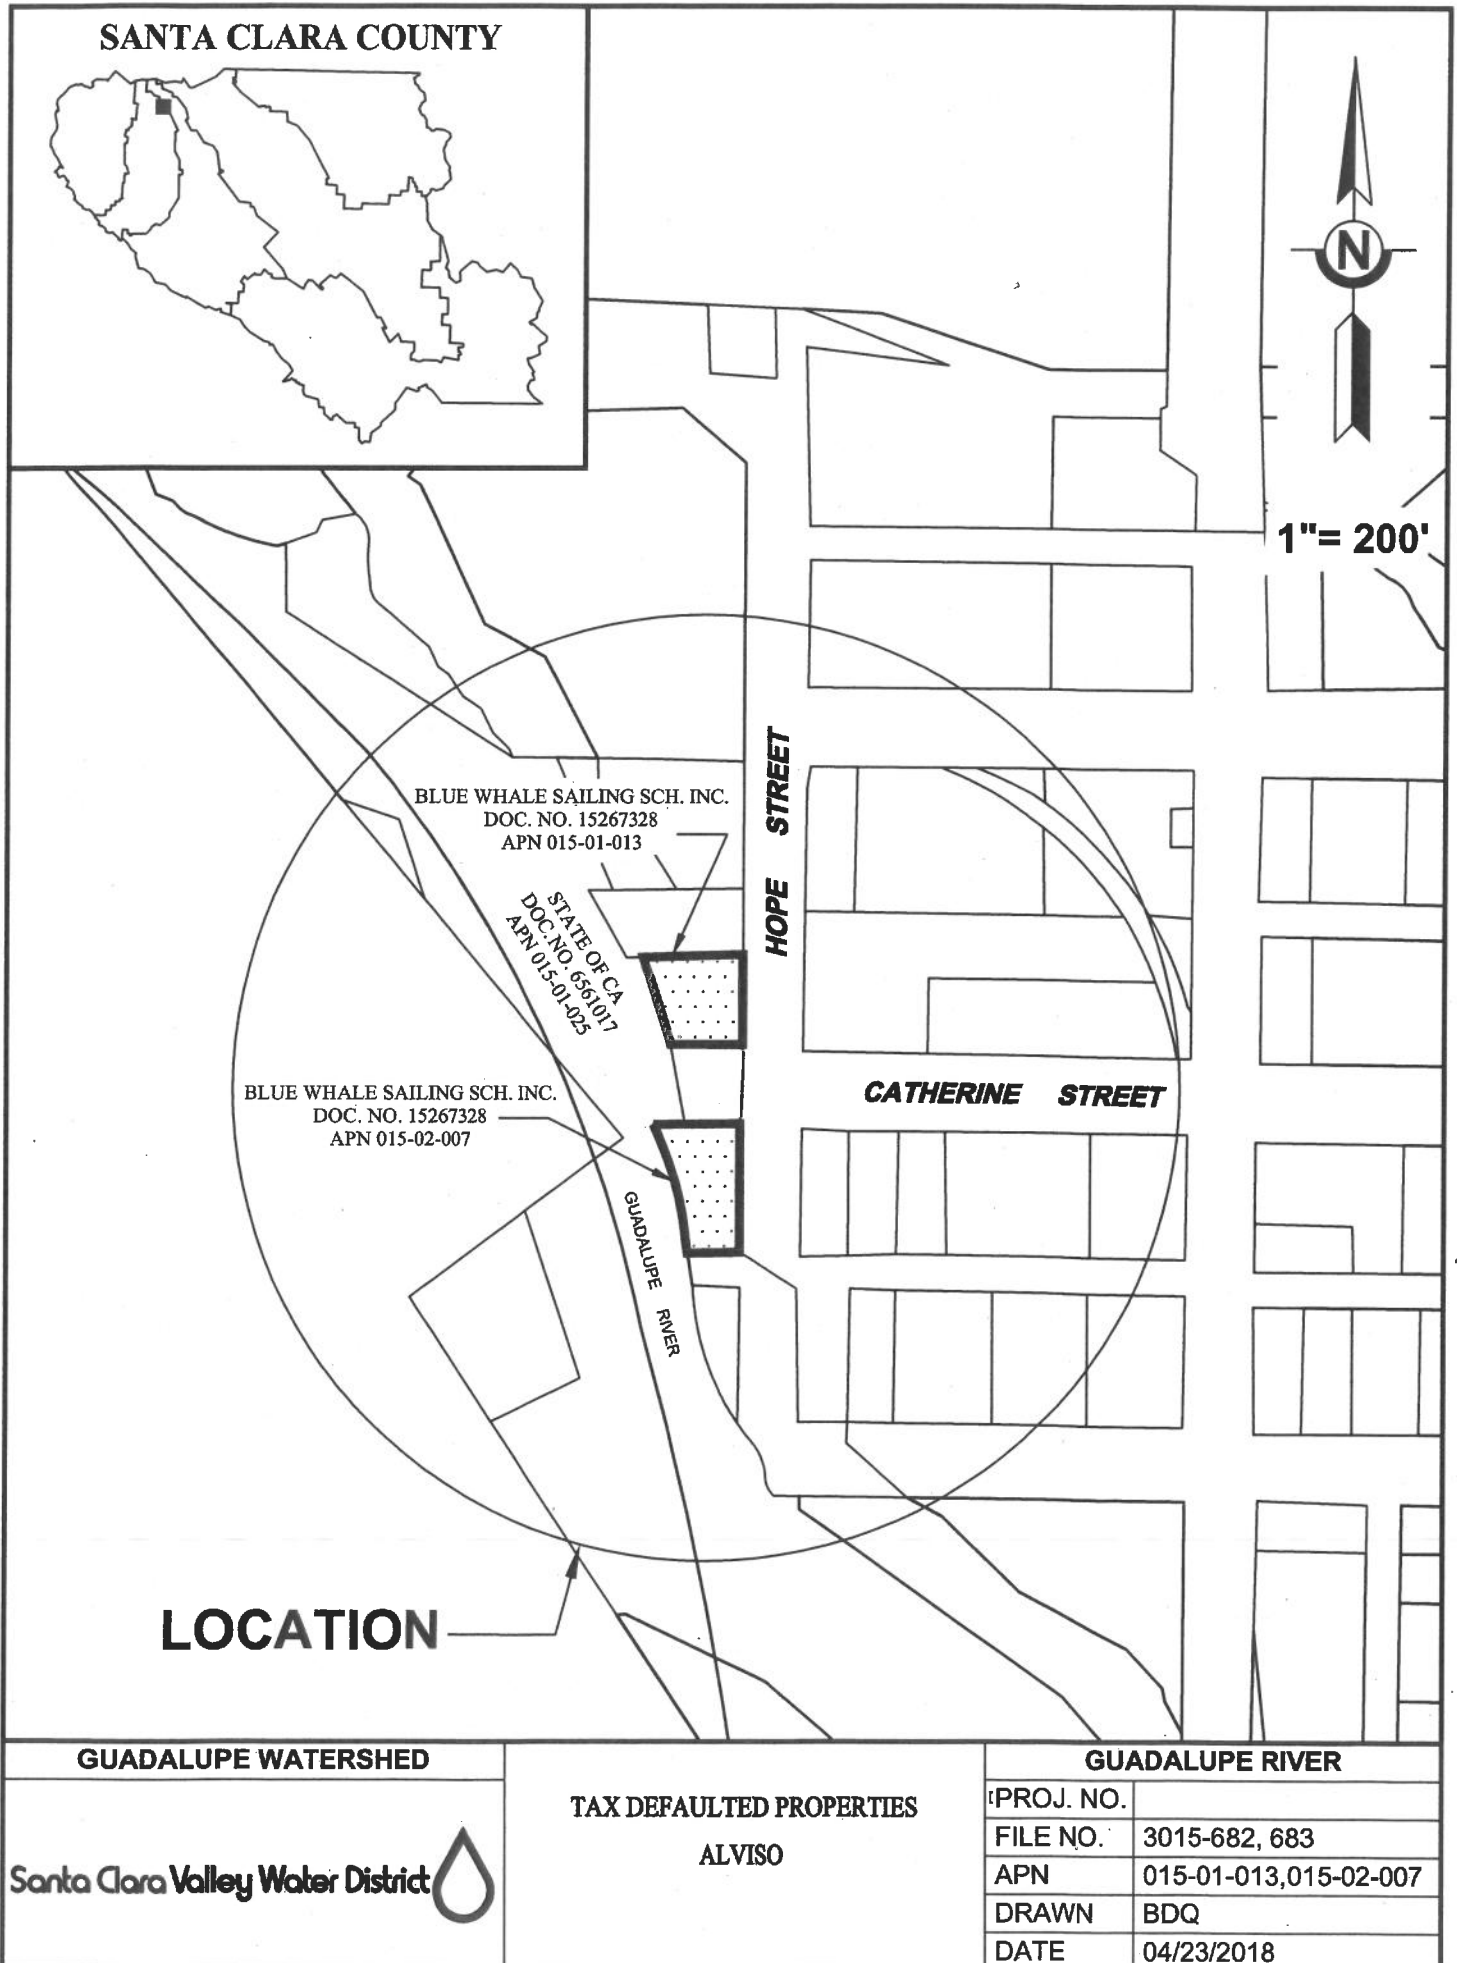 SANTA CLARA COUNTY
N
1"= 200'
HOPE STREET
BLUE WHALE SAILING SCH. INC.
DOC. NO. 15267328
APN 015-01-013
STATE OF CA
DOC. NO. 6561017
APN 015-01-025
CATHERINE STREET
BLUE WHALE SAILING SCH. INC.
DOC. NO. 15267328
APN 015-02-007
GUADALUPE RIVER
LOCATION
GUADALUPE WATERSHED
Santa Clara Valley Water District
TAX DEFAULTED PROPERTIES
ALVISO
GUADALUPE RIVER
PROJ. NO.
FILE NO. 3015-682, 683
APN 015-01-013,015-02-007
DRAWN BDQ
DATE 04/23/2018